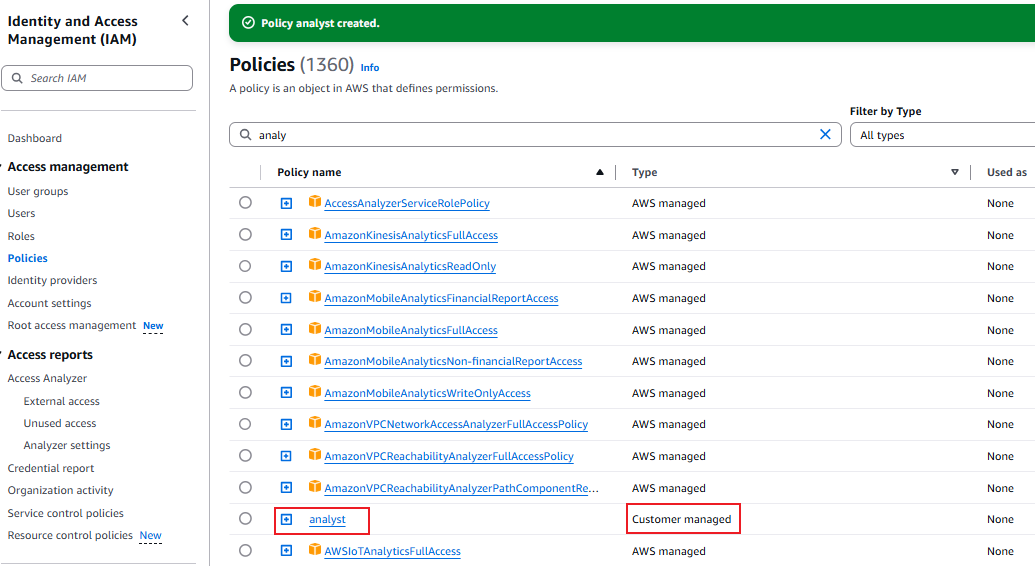 Identity and Access
Management (IAM)
Search IAM
Dashboard
Access management
User groups
Users
Roles
Policies
Identity providers
Account settings
Root access management New
Access reports
Access Analyzer
External access
Unused access
Analyzer settings
Credential report
Organization activity
Service control policies
Resource control policies New
Policy analyst created.
Policies (1360) Info
A policy is an object in AWS that defines permissions.
Filter by Type
analy All types
Policy name Type Used as
AccessAnalyzerServiceRolePolicy AWS managed None
AmazonKinesisAnalyticsFullAccess AWS managed None
AmazonKinesisAnalyticsReadOnly AWS managed None
AmazonMobileAnalyticsFinancialReportAccess AWS managed None
AmazonMobileAnalyticsFullAccess AWS managed None
AmazonMobileAnalyticsNon-financialReportAccess AWS managed None
AmazonMobileAnalyticsWriteOnlyAccess AWS managed None
AmazonVPCNetworkAccessAnalyzerFullAccessPolicy AWS managed None
AmazonVPCReachabilityAnalyzerFullAccessPolicy AWS managed None
AmazonVPCReachabilityAnalyzerPathComponentRe... AWS managed None
analyst Customer managed None
AWSIoTAnalyticsFullAccess AWS managed None